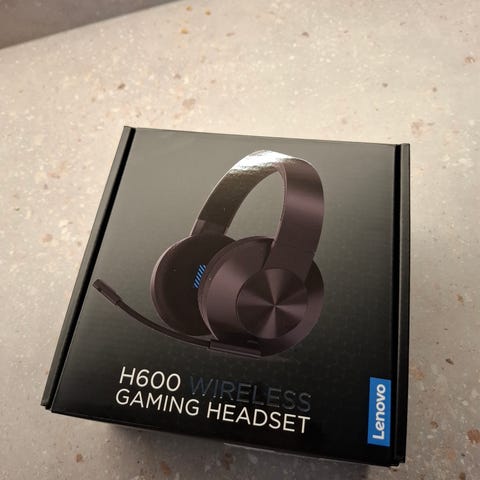 H600 WIRELESS
GAMING HEADSET
Lenovo